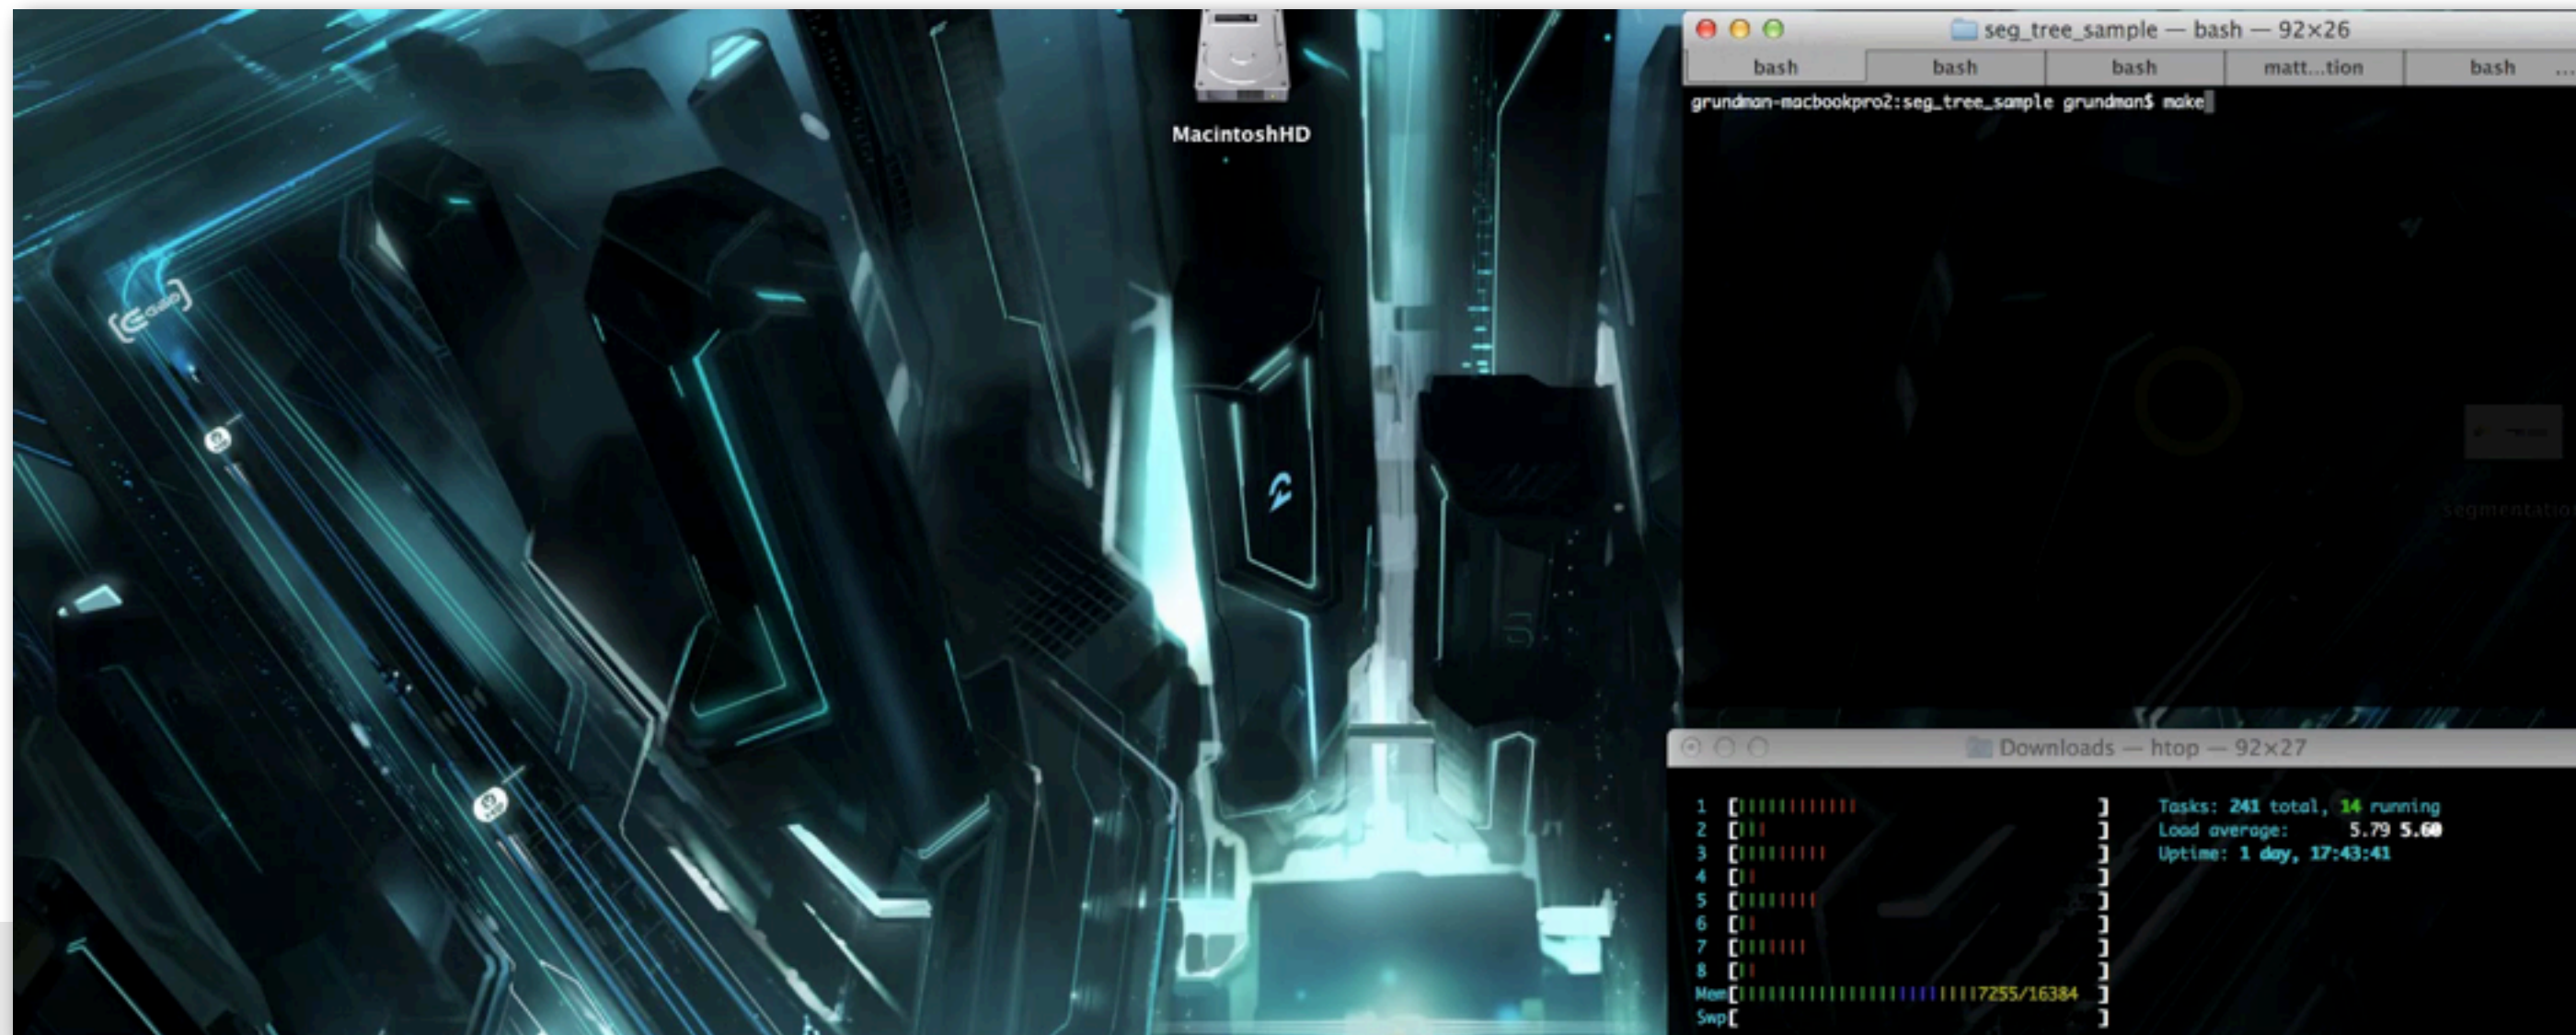 MacintoshHD
seg_tree_sample — bash — 92×26
bash bash bash matt...tion bash ...
grundman-macbookpro2:seg_tree_sample grundman$ make
segmentation
Downloads — htop — 92×27
1 [||||||||||||| ] Tasks: 241 total, 14 running
2 [||| ] Load average: 5.79 5.60
3 [|||||||||| ] Uptime: 1 day, 17:43:41
4 [|| ]
5 [||||||||| ]
6 [|| ]
7 [|||||||| ]
8 [|| ]
Mem[||||||||||||||||||||||||||7255/16384 ]
Swp[ ]